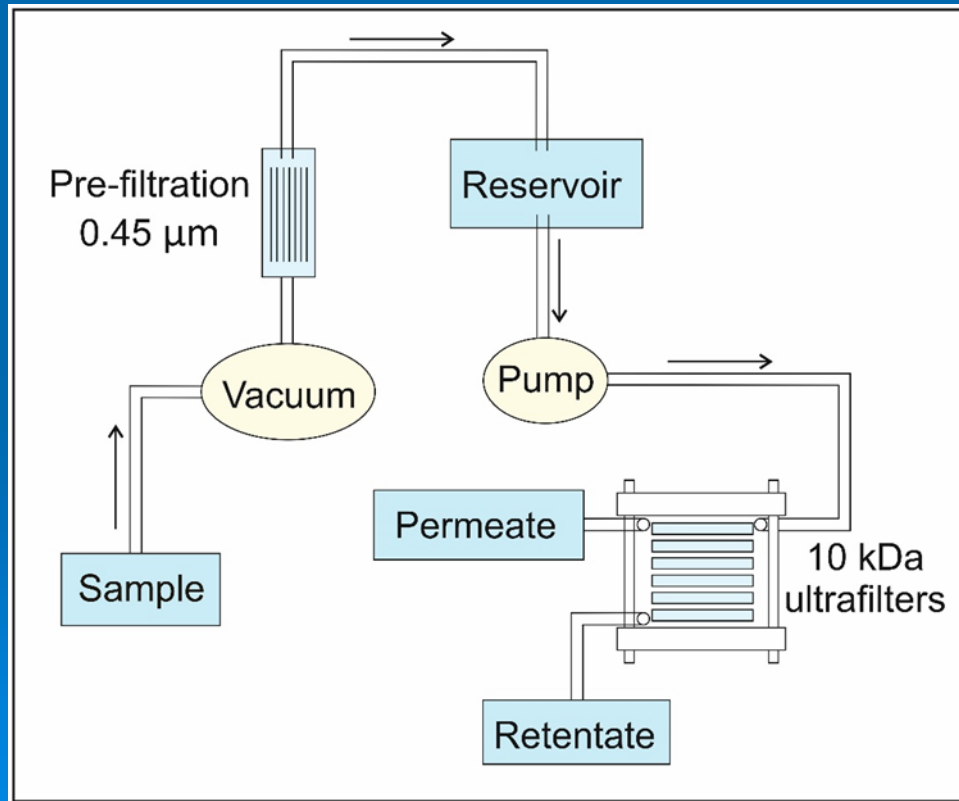 Pre-filtration
0.45 µm
Reservoir
Vacuum
Pump
Permeate
Sample
10 kDa
ultrafilters
Retentate